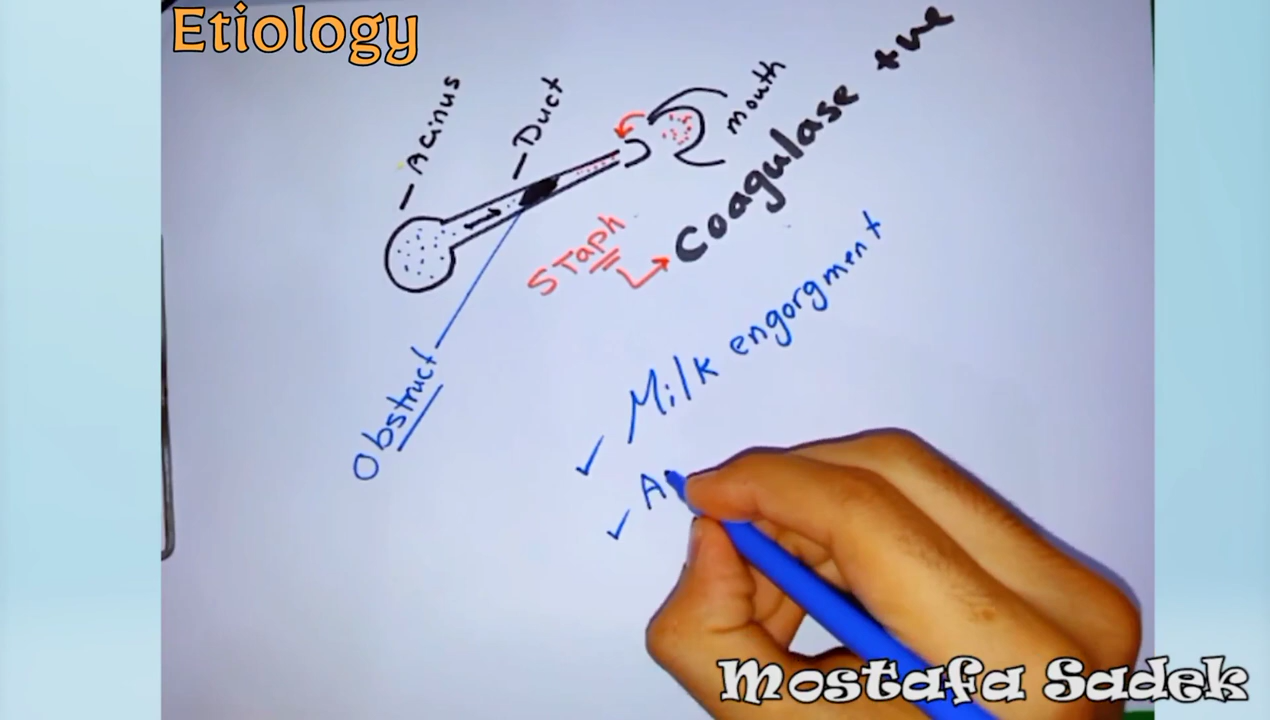 Etiology
Acinus
Duct
mouth
Coagulase +ve
Staph
Obstruct
Milk engorgment
A
Mostafa Sadek